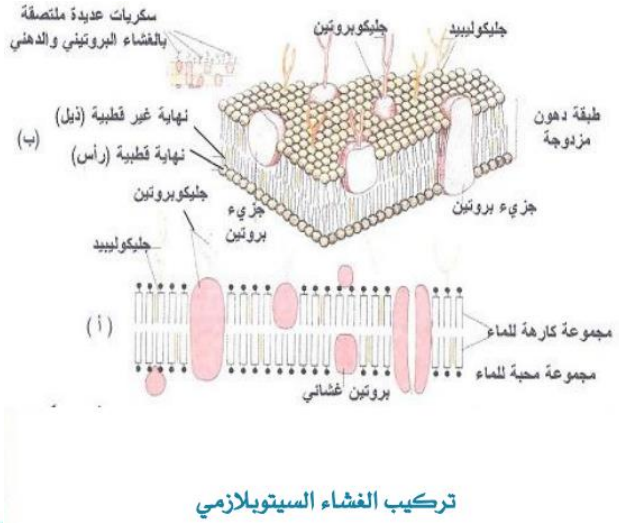 سكريات عديدة ملتصقة
بالغشاء البروتيني والدهني
جليكوبروتين
جليكوليبيد
طبقة دهون
مزدوجة
نهاية غير قطبية (ذيل)
(ب)
نهاية قطبية (رأس)
جزيء بروتين
جزيء
بروتين
جليكوبروتين
جليكوليبيد
(أ)
مجموعة كارهة للماء
مجموعة محبة للماء
بروتين غشائي
تركيب الغشاء السيتوبلازمي